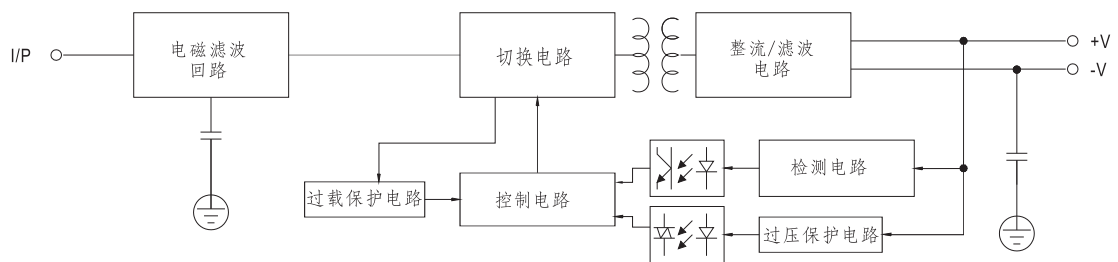 I/P
电磁滤波
回路
切换电路
整流/滤波
电路
+V
-V
检测电路
过载保护电路
控制电路
过压保护电路